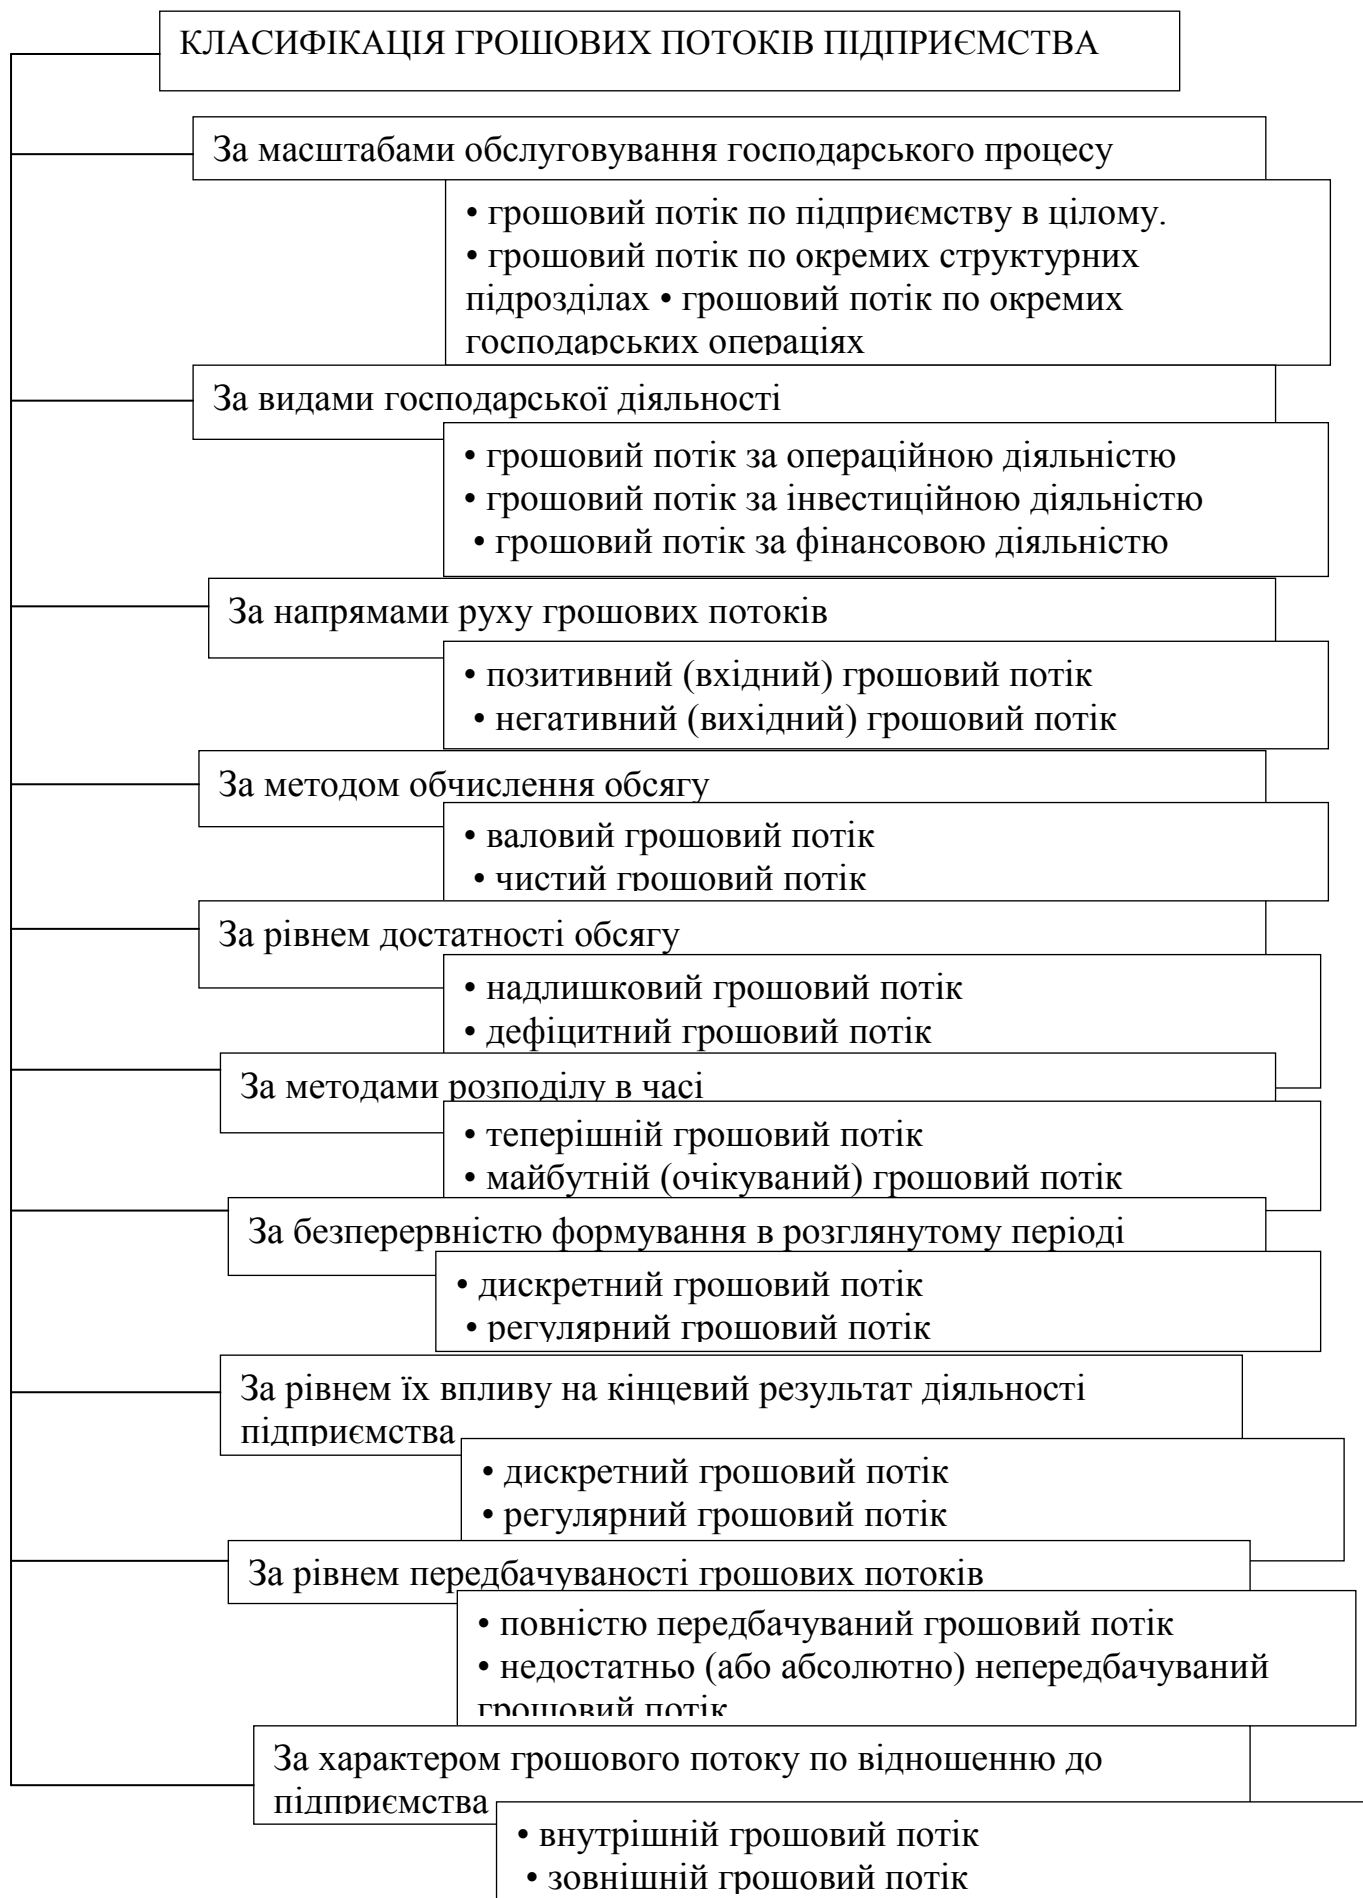 КЛАСИФІКАЦІЯ ГРОШОВИХ ПОТОКІВ ПІДПРИЄМСТВА
За масштабами обслуговування господарського процесу
• грошовий потік по підприємству в цілому.
• грошовий потік по окремих структурних
підрозділах • грошовий потік по окремих
господарських операціях
За видами господарської діяльності
• грошовий потік за операційною діяльністю
• грошовий потік за інвестиційною діяльністю
• грошовий потік за фінансовою діяльністю
За напрямами руху грошових потоків
• позитивний (вхідний) грошовий потік
• негативний (вихідний) грошовий потік
За методом обчислення обсягу
• валовий грошовий потік
• чистий грошовий потік
За рівнем достатності обсягу
• надлишковий грошовий потік
• дефіцитний грошовий потік
За методами розподілу в часі
• теперішній грошовий потік
• майбутній (очікуваний) грошовий потік
За безперервністю формування в розглянутому періоді
• дискретний грошовий потік
• регулярний грошовий потік
За рівнем їх впливу на кінцевий результат діяльності
підприємства
• дискретний грошовий потік
• регулярний грошовий потік
За рівнем передбачуваності грошових потоків
• повністю передбачуваний грошовий потік
• недостатньо (або абсолютно) непередбачуваний
грошовий потік
За характером грошового потоку по відношенню до
підприємства
• внутрішній грошовий потік
• зовнішній грошовий потік